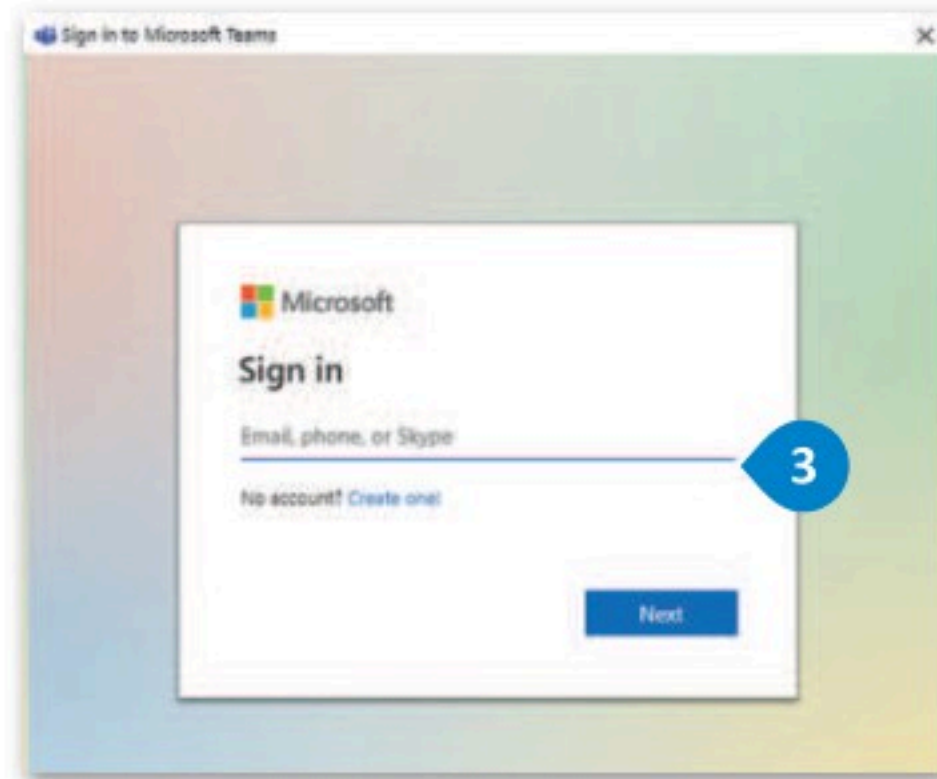 Sign in to Microsoft Teams
Microsoft
Sign in
Email, phone, or Skype
3
No account? Create one!
Next